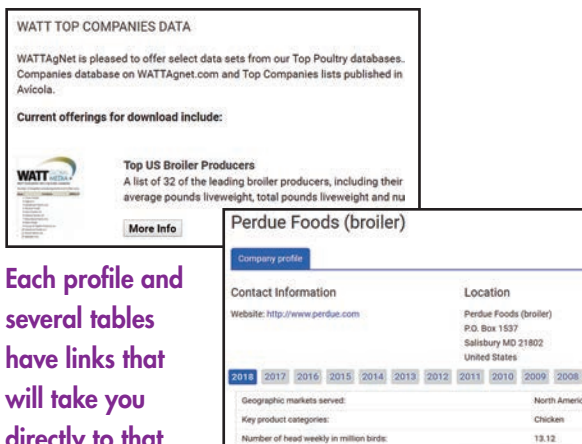 WATT TOP COMPANIES DATA
WATTAgNet is pleased to offer select data sets from our Top Poultry databases.
Companies database on WATTAgnet.com and Top Companies lists published in
Avícola.
Current offerings for download include:
WATT GLOBAL
MEDIA
Top US Broiler Producers
A list of 32 of the leading broiler producers, including their
average pounds liveweight, total pounds liveweight and nu
More Info
Perdue Foods (broiler)
Company profile
Contact Information
Website: http://www.perdue.com
Location
Perdue Foods (broiler)
P.O. Box 1537
Salisbury MD 21802
United States
2018 2017 2016 2015 2014 2013 2012 2011 2010 2009 2008
Geographic markets served: North Americ
Key product categories: Chicken
Number of head weekly in million birds: 13.12
Each profile and
several tables
have links that
will take you
directly to that